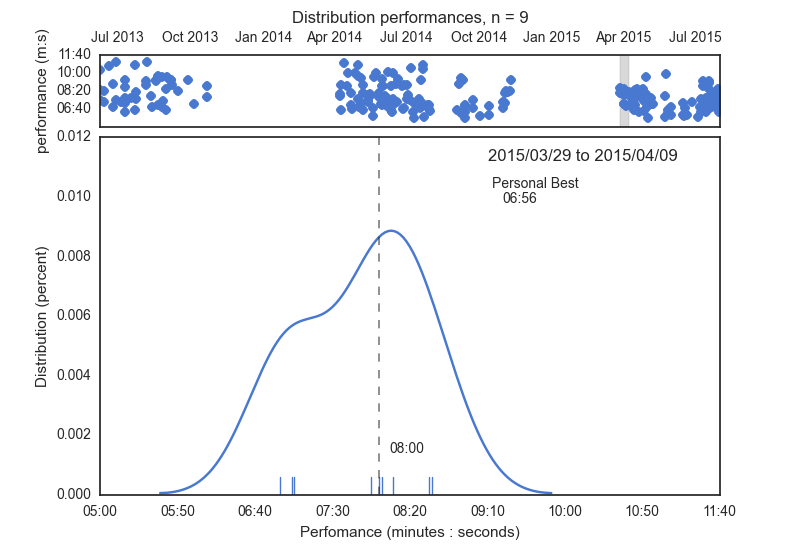 Distribution performances, n = 9
Jul 2013 Oct 2013 Jan 2014 Apr 2014 Jul 2014 Oct 2014 Jan 2015 Apr 2015 Jul 2015
performance (m:s)
11:40
10:00
08:20
06:40
Distribution (percent)
0.012
0.010
0.008
0.006
0.004
0.002
0.000
2015/03/29 to 2015/04/09
Personal Best
06:56
08:00
05:00 05:50 06:40 07:30 08:20 09:10 10:00 10:50 11:40
Perfomance (minutes : seconds)